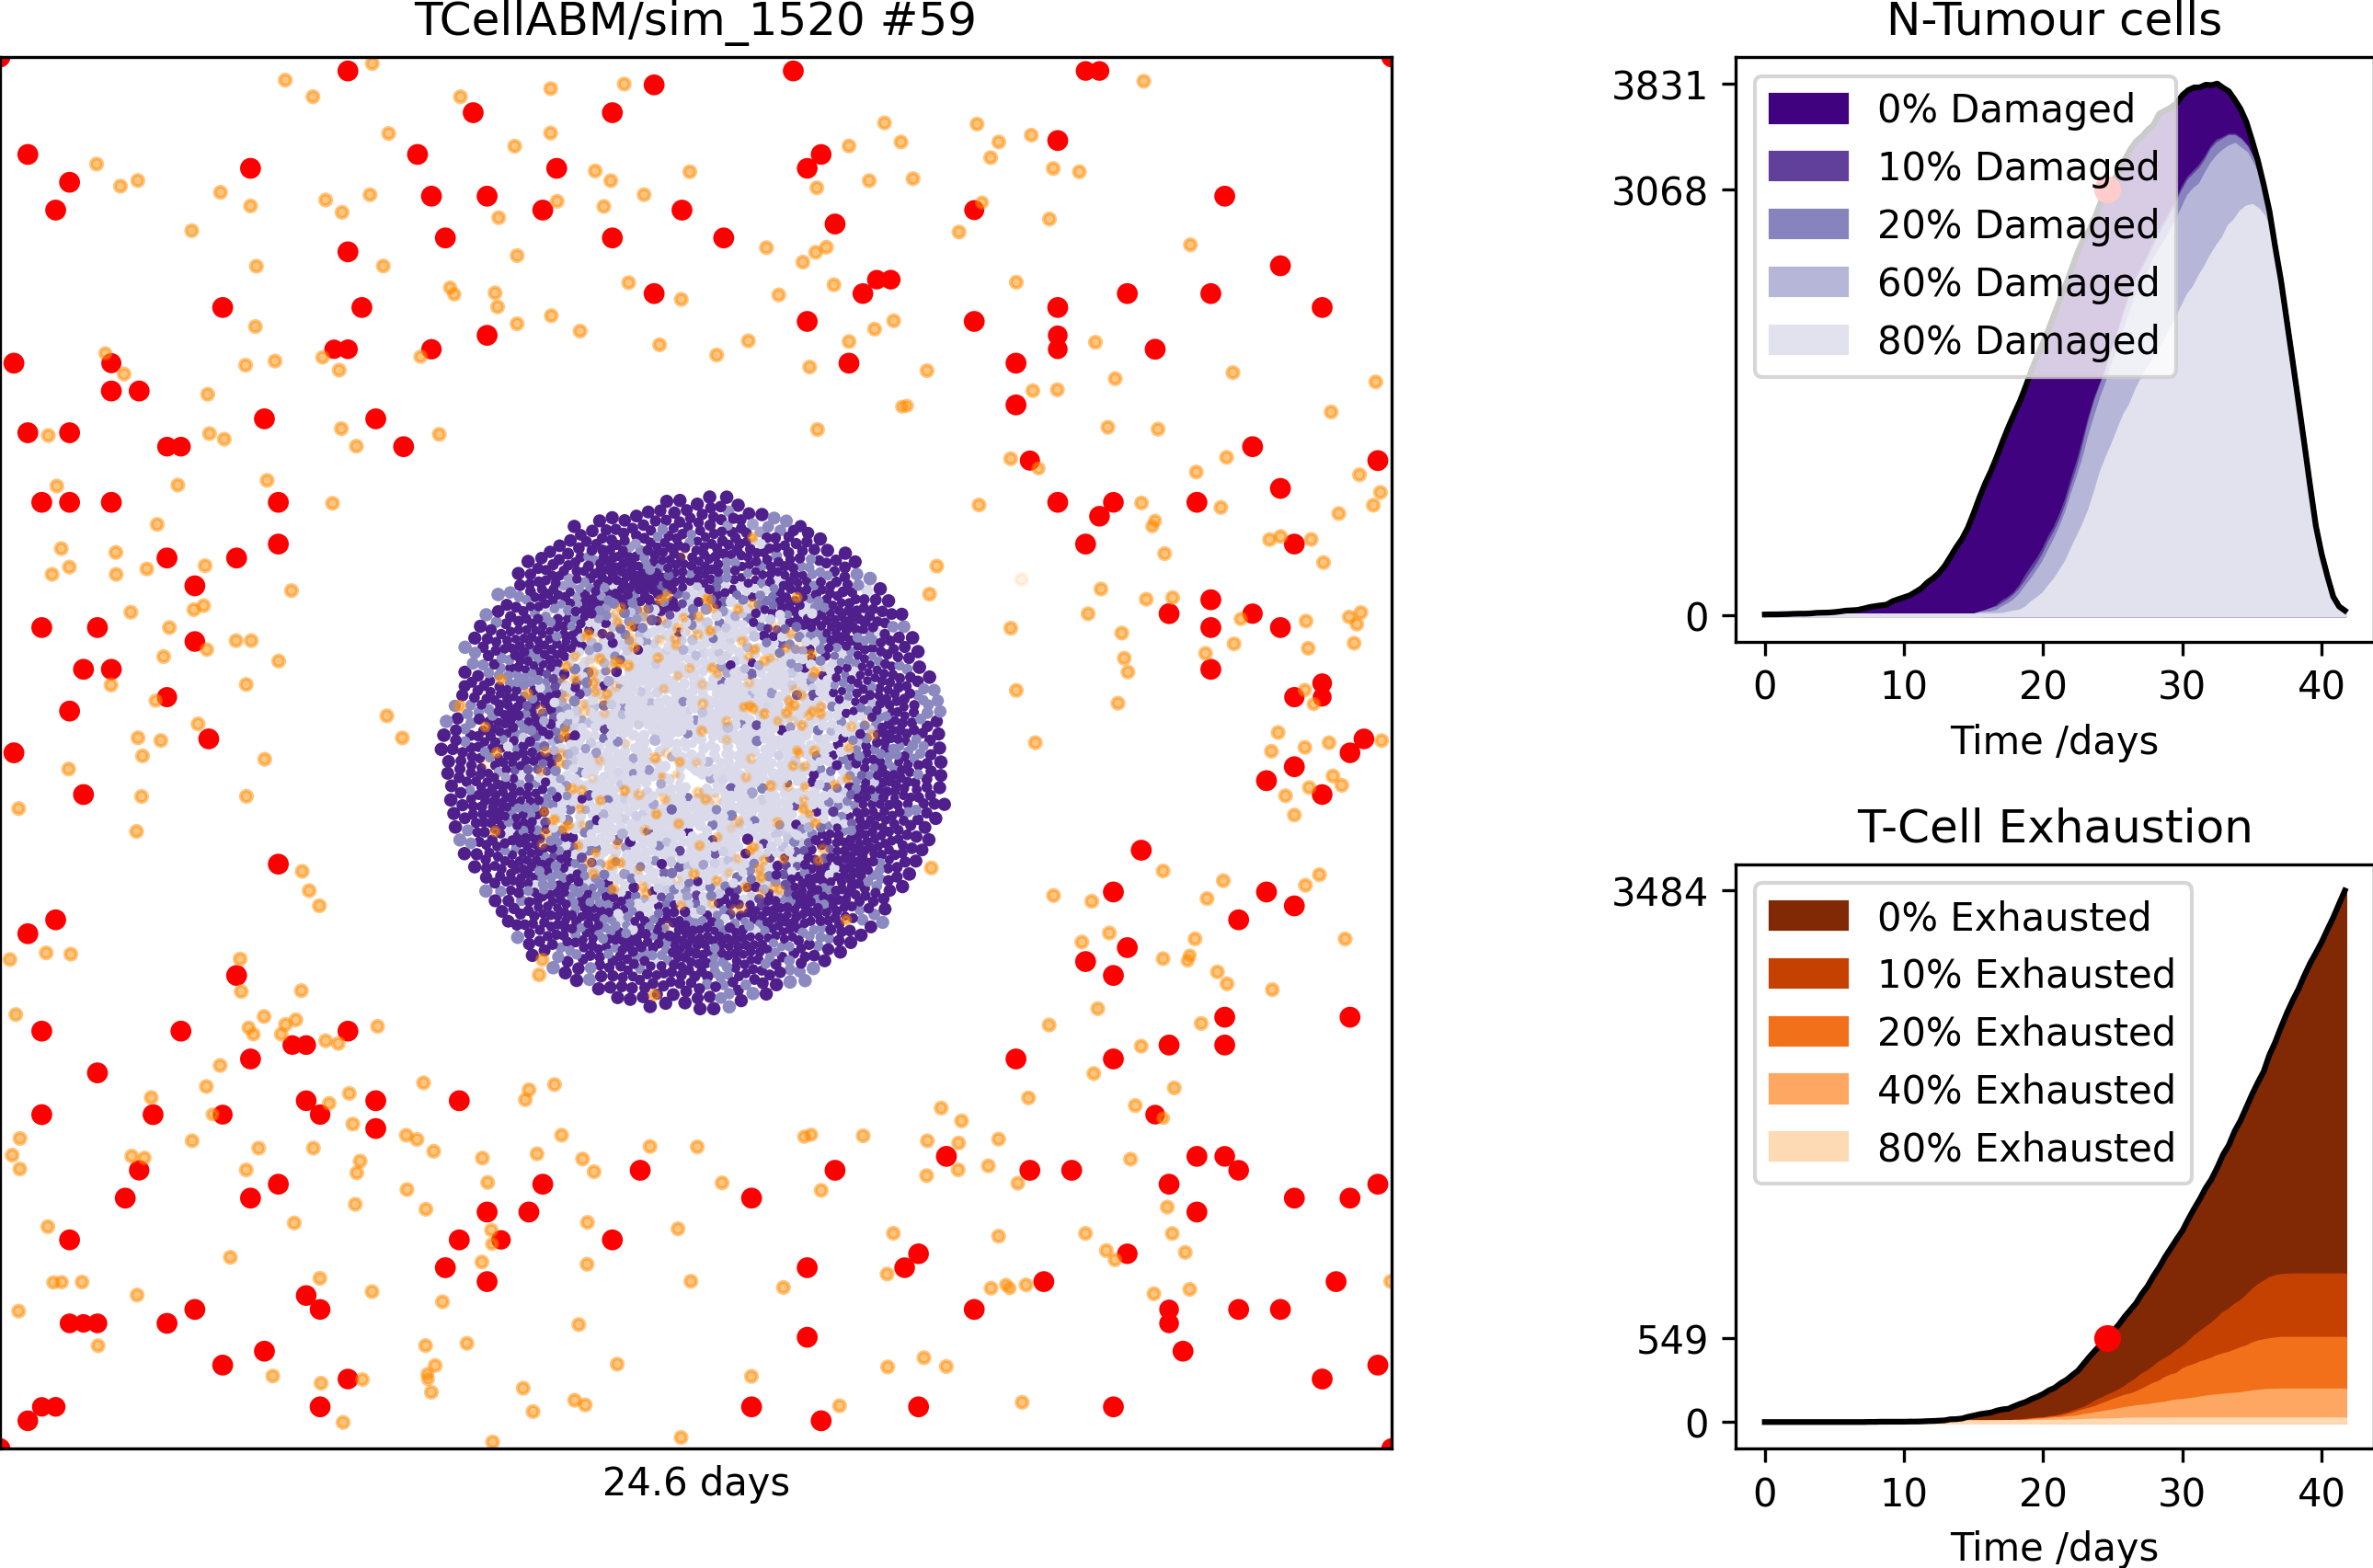 TCellABM/sim_1520 #59
24.6 days
N-Tumour cells
3831
3068
0
0% Damaged
10% Damaged
20% Damaged
60% Damaged
80% Damaged
0 10 20 30 40
Time /days
T-Cell Exhaustion
3484
549
0
0% Exhausted
10% Exhausted
20% Exhausted
40% Exhausted
80% Exhausted
0 10 20 30 40
Time /days